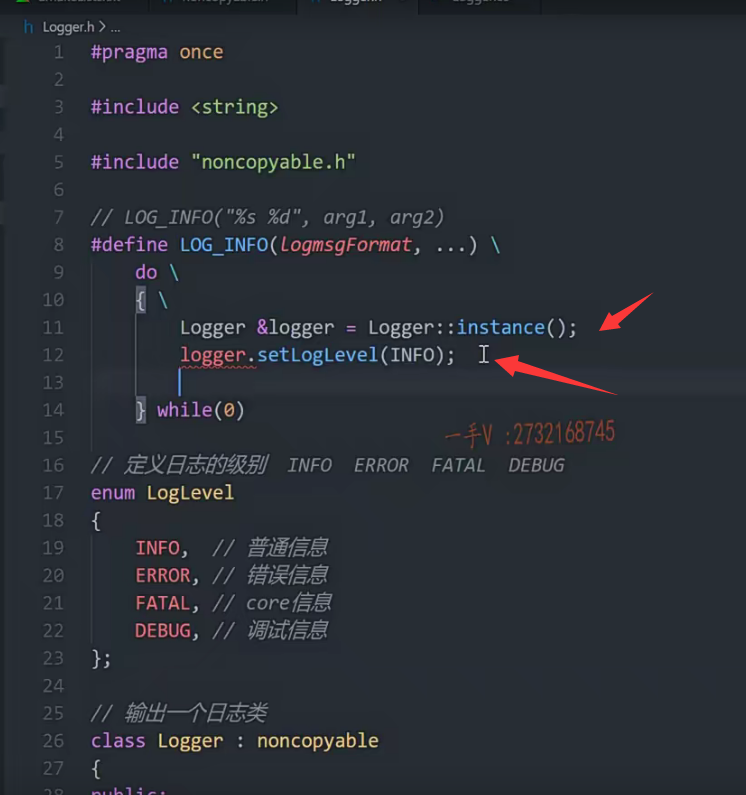 Logger.h > ...
1 #pragma once
2
3 #include <string>
4
5 #include "noncopyable.h"
6
7 // LOG_INFO("%s %d", arg1, arg2)
8 #define LOG_INFO(logmsgFormat, ...) \
9 do \
10 { \
11 Logger &logger = Logger::instance();
12 logger.setLogLevel(INFO);
13
14 } while(0)
一手V :2732168745
15
16 // 定义日志的级别 INFO ERROR FATAL DEBUG
17 enum LogLevel
18 {
19 INFO, // 普通信息
20 ERROR, // 错误信息
21 FATAL, // core信息
22 DEBUG, // 调试信息
23 };
24
25 // 输出一个日志类
26 class Logger : noncopyable
27 {
28 public: